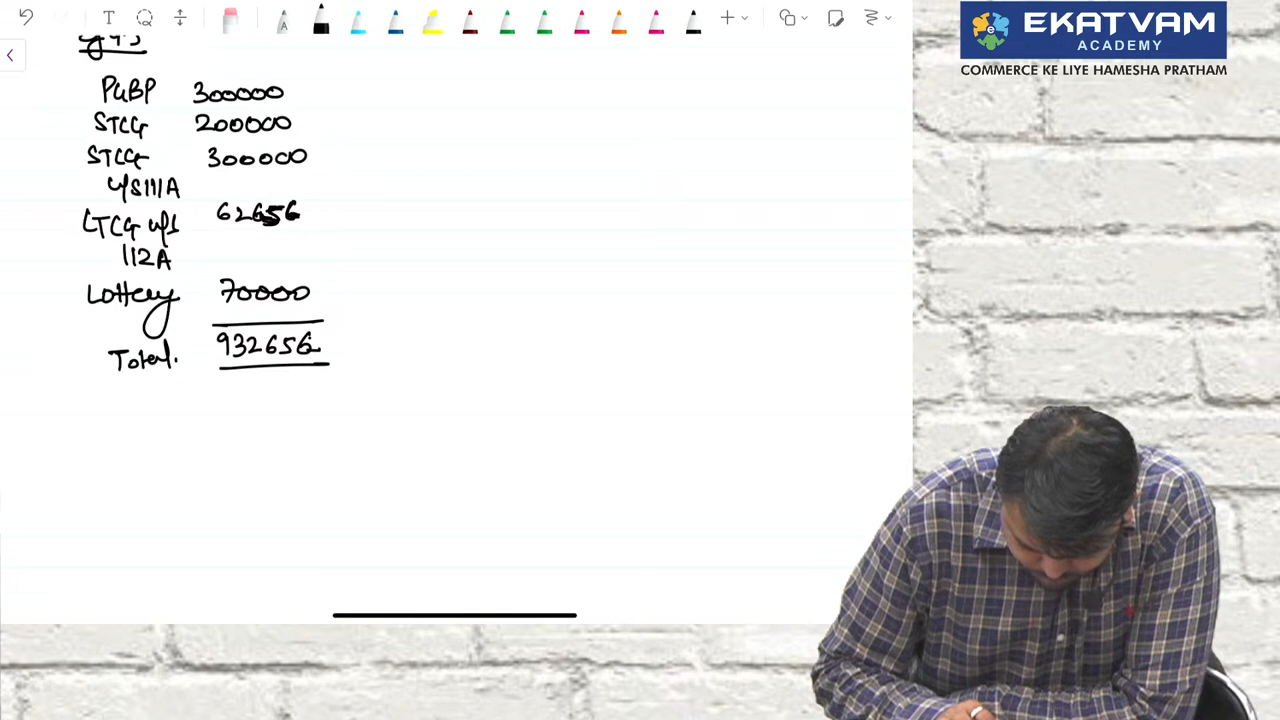 PGBP 300000
STCG 200000
STCG 300000
u/s 111A
LTCG u/s 62656
112A
Lottery 70000
Total. 932656
EKATVAM
ACADEMY
COMMERCE KE LIYE HAMESHA PRATHAM